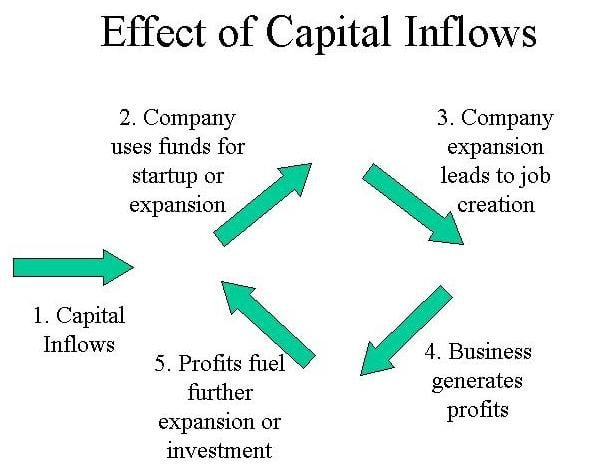 Effect of Capital Inflows
1. Capital
Inflows
2. Company
uses funds for
startup or
expansion
3. Company
expansion
leads to job
creation
4. Business
generates
profits
5. Profits fuel
further
expansion or
investment